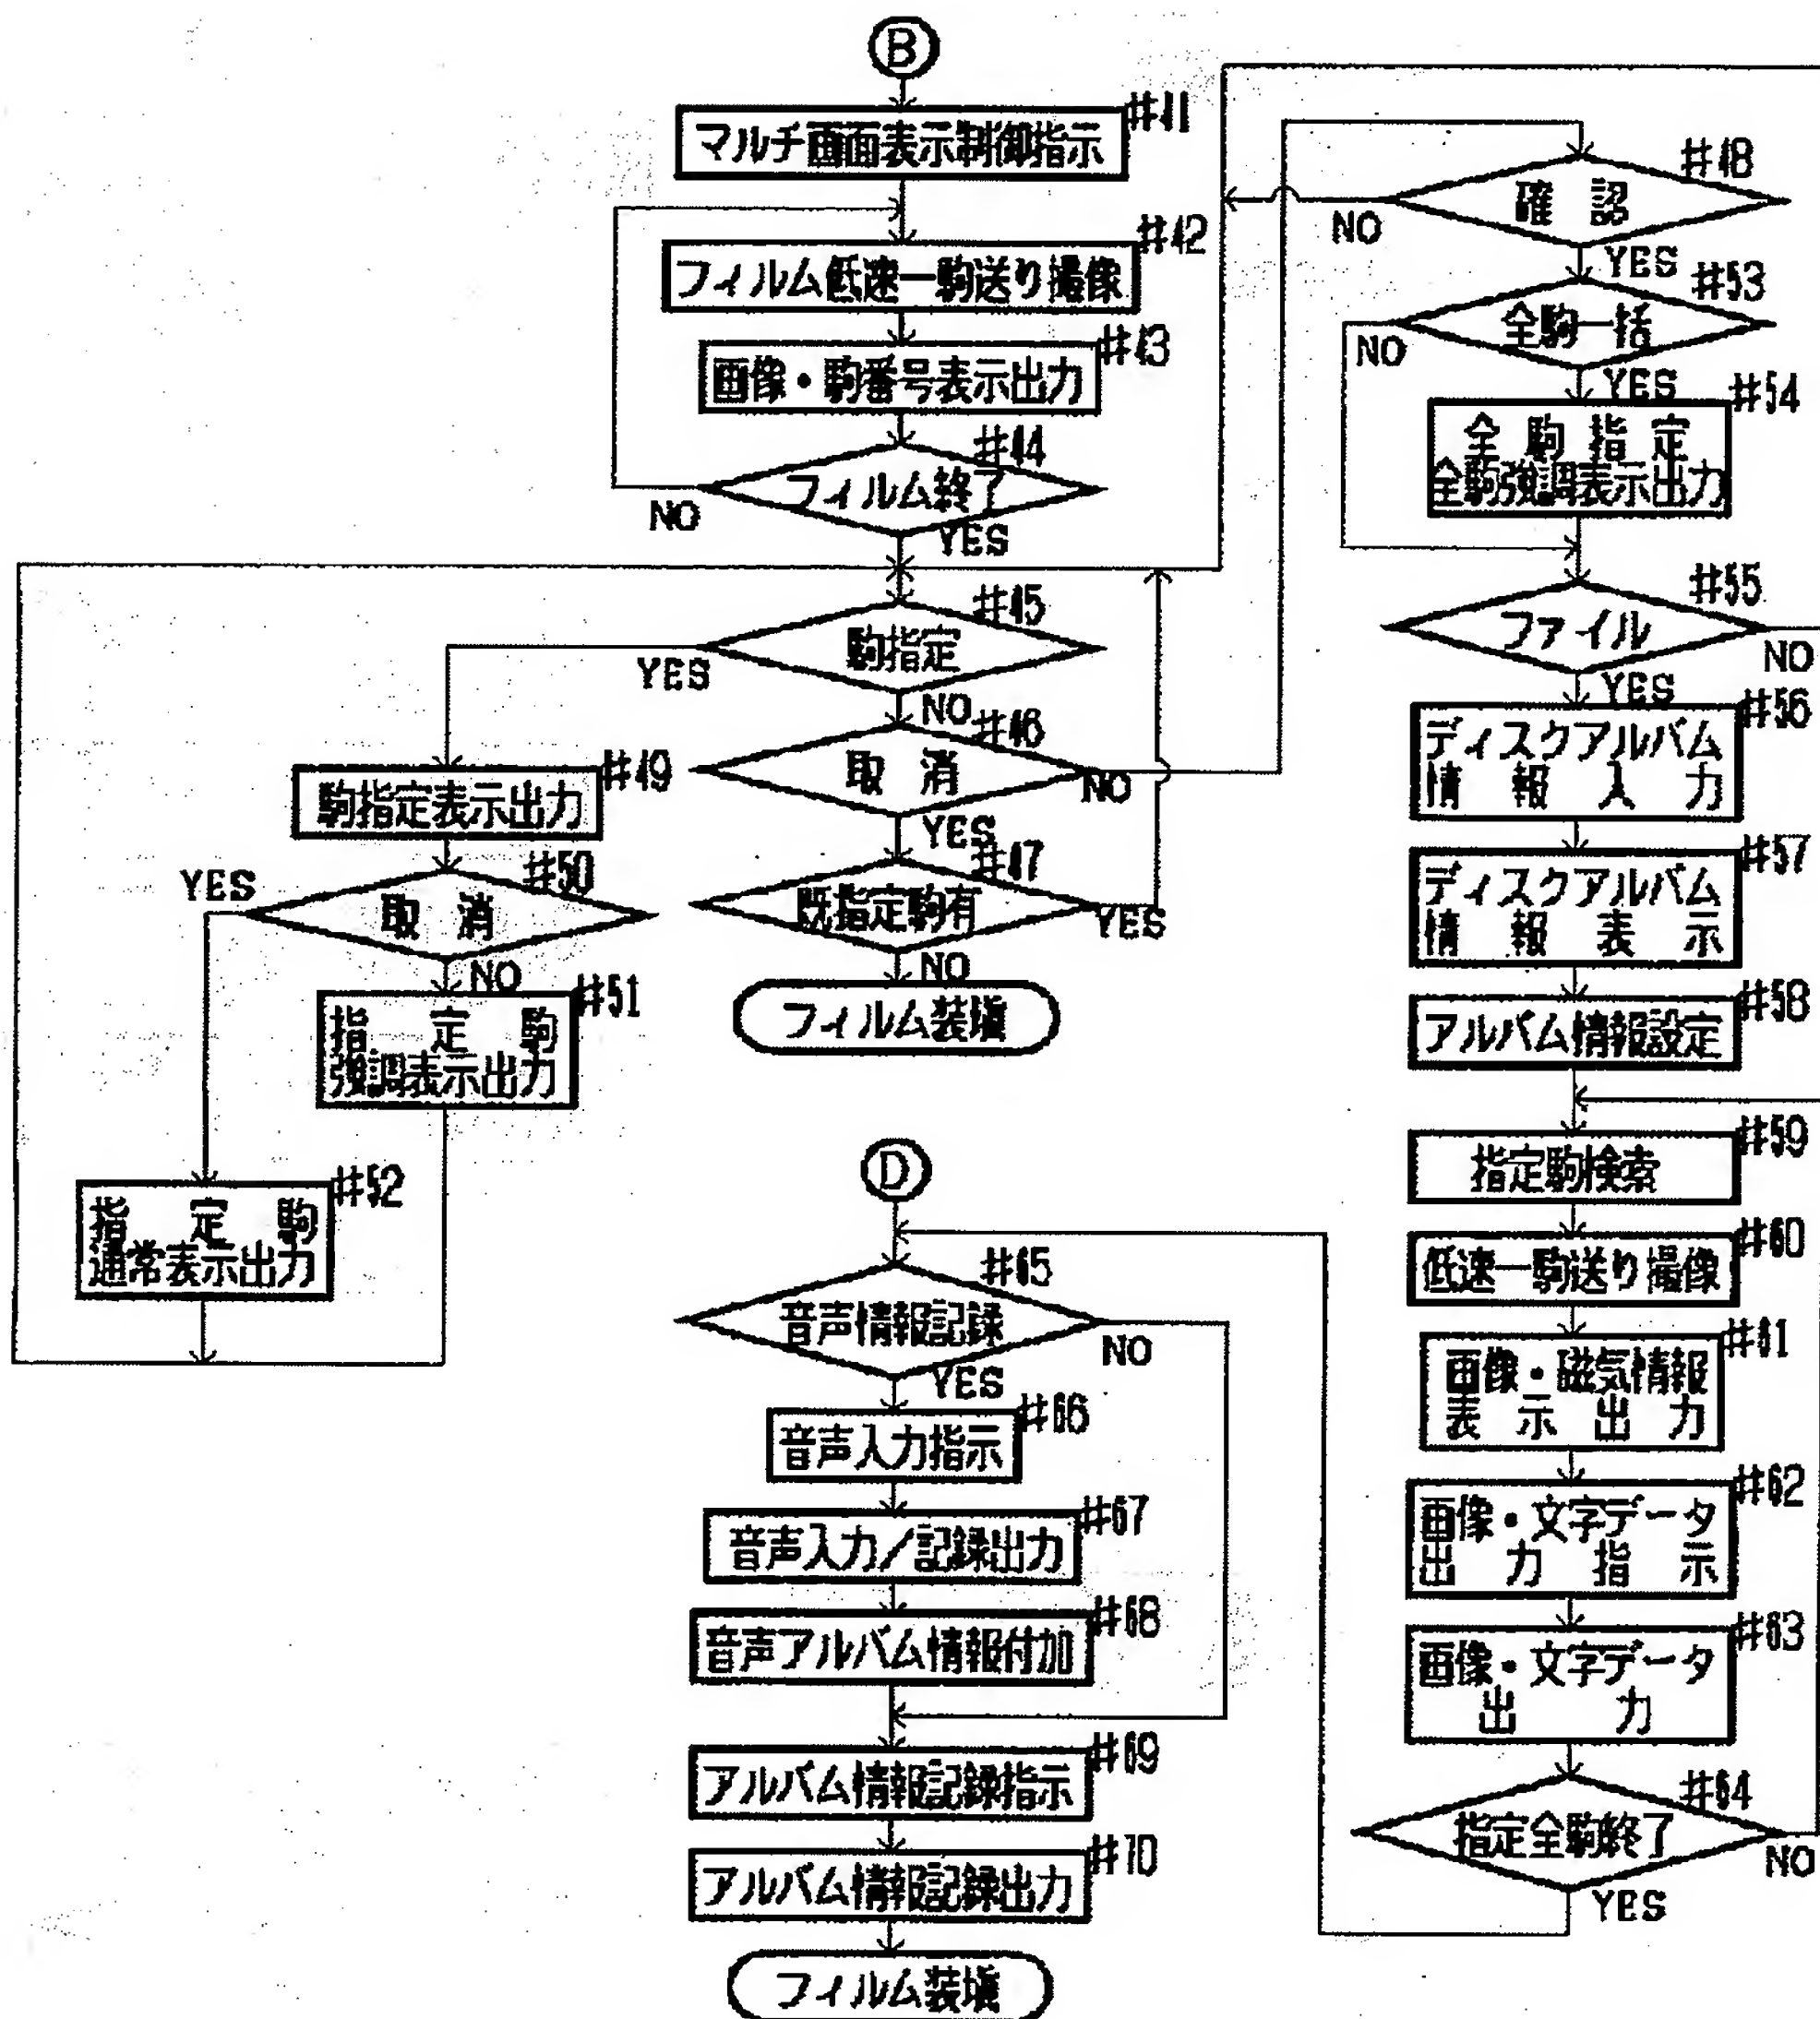 B
#41
マルチ画面表示制御指示
#42
フィルム低速一駒送り撮像
#43
画像・駒番号表示出力
#44
フィルム終了
NO
YES
#45
駒指定
YES
NO
#46
取消
NO
YES
#47
既指定駒有
YES
NO
フィルム装填
#49
駒指定表示出力
#50
取消
YES
NO
#51
指定駒
強調表示出力
#52
指定駒
通常表示出力
D
#65
音声情報記録
NO
YES
#66
音声入力指示
#67
音声入力/記録出力
#68
音声アルバム情報付加
#69
アルバム情報記録指示
#70
アルバム情報記録出力
フィルム装填
#48
確認
NO
YES
#53
全駒一括
NO
YES
#54
全駒指定
全駒強調表示出力
#55
ファイル
NO
YES
#56
ディスクアルバム
情報入力
#57
ディスクアルバム
情報表示
#58
アルバム情報設定
#59
指定駒検索
#60
低速一駒送り撮像
#61
画像・磁気情報
表示出力
#62
画像・文字データ
出力指示
#63
画像・文字データ
出力
#64
指定全駒終了
NO
YES